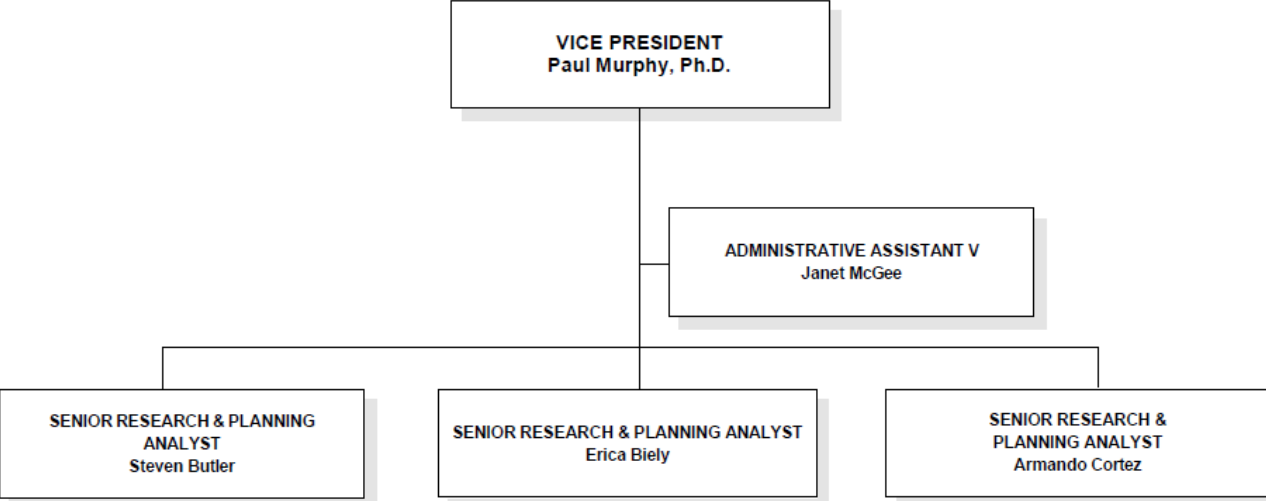 VICE PRESIDENT
Paul Murphy, Ph.D.
ADMINISTRATIVE ASSISTANT V
Janet McGee
SENIOR RESEARCH & PLANNING
ANALYST
Steven Butler
SENIOR RESEARCH & PLANNING ANALYST
Erica Biely
SENIOR RESEARCH &
PLANNING ANALYST
Armando Cortez